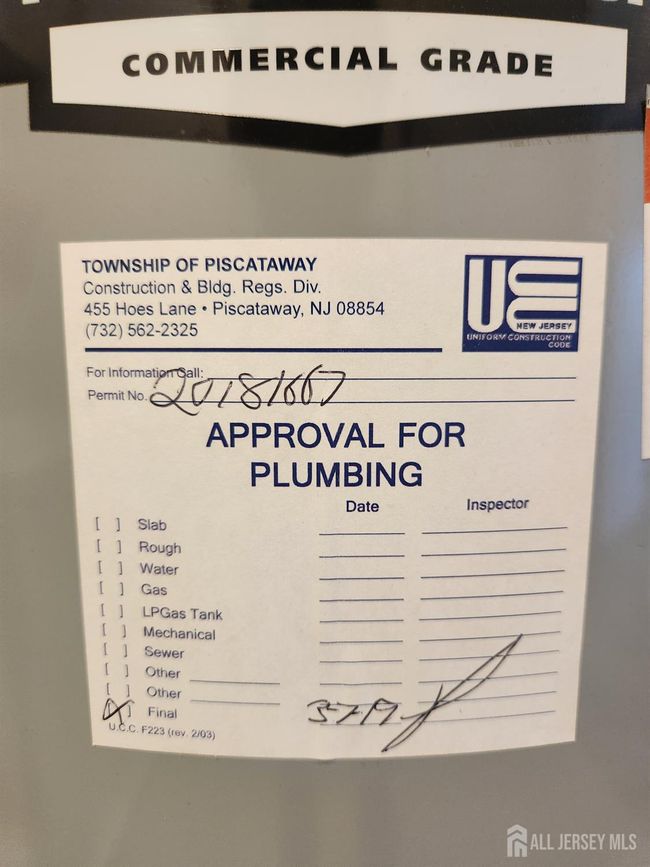 COMMERCIAL GRADE
TOWNSHIP OF PISCATAWAY
Construction & Bldg. Regs. Div.
455 Hoes Lane • Piscataway, NJ 08854
(732) 562-2325
UCC
NEW JERSEY
UNIFORM CONSTRUCTION
CODE
For Information Call:
Permit No. 20181667
APPROVAL FOR
PLUMBING
Date Inspector
[ ] Slab
[ ] Rough
[ ] Water
[ ] Gas
[ ] LPGas Tank
[ ] Mechanical
[ ] Sewer
[ ] Other
[ ] Other
[X] Final
U.C.C. F223 (rev. 2/03)
ALL JERSEY MLS